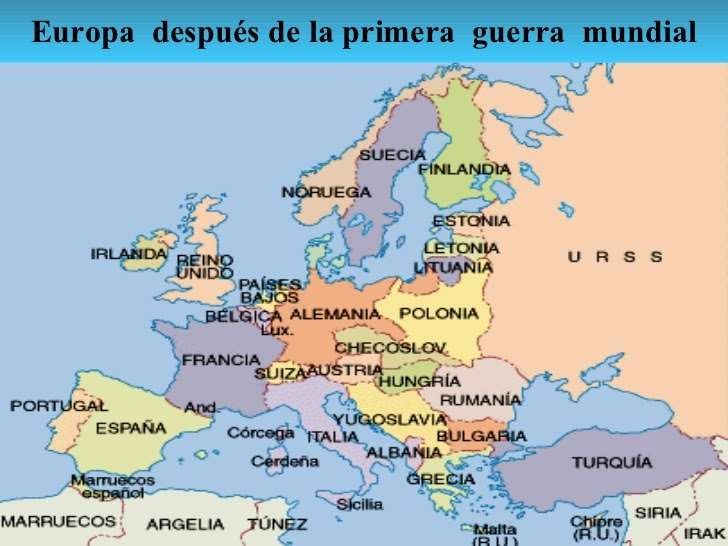 Europa después de la primera guerra mundial
SUECIA
FINLANDIA
NORUEGA
ESTONIA
IRLANDA
REINO
UNIDO
LETONIA
U R S S
LITUANIA
PAÍSES
BAJOS
BÉLGICA
ALEMANIA
POLONIA
Lux.
CHECOSLOV.
FRANCIA
SUIZA
AUSTRIA
HUNGRÍA
RUMANÍA
PORTUGAL
And.
ESPAÑA
Córcega
ITALIA
YUGOSLAVIA
BULGARIA
ALBANIA
Cerdeña
TURQUÍA
Marruecos
español
GRECIA
Sicilia
MARRUECOS
ARGELIA
TÚNEZ
Malta
(R.U.)
Chipre
(R.U.)
SIRIA
IRAK